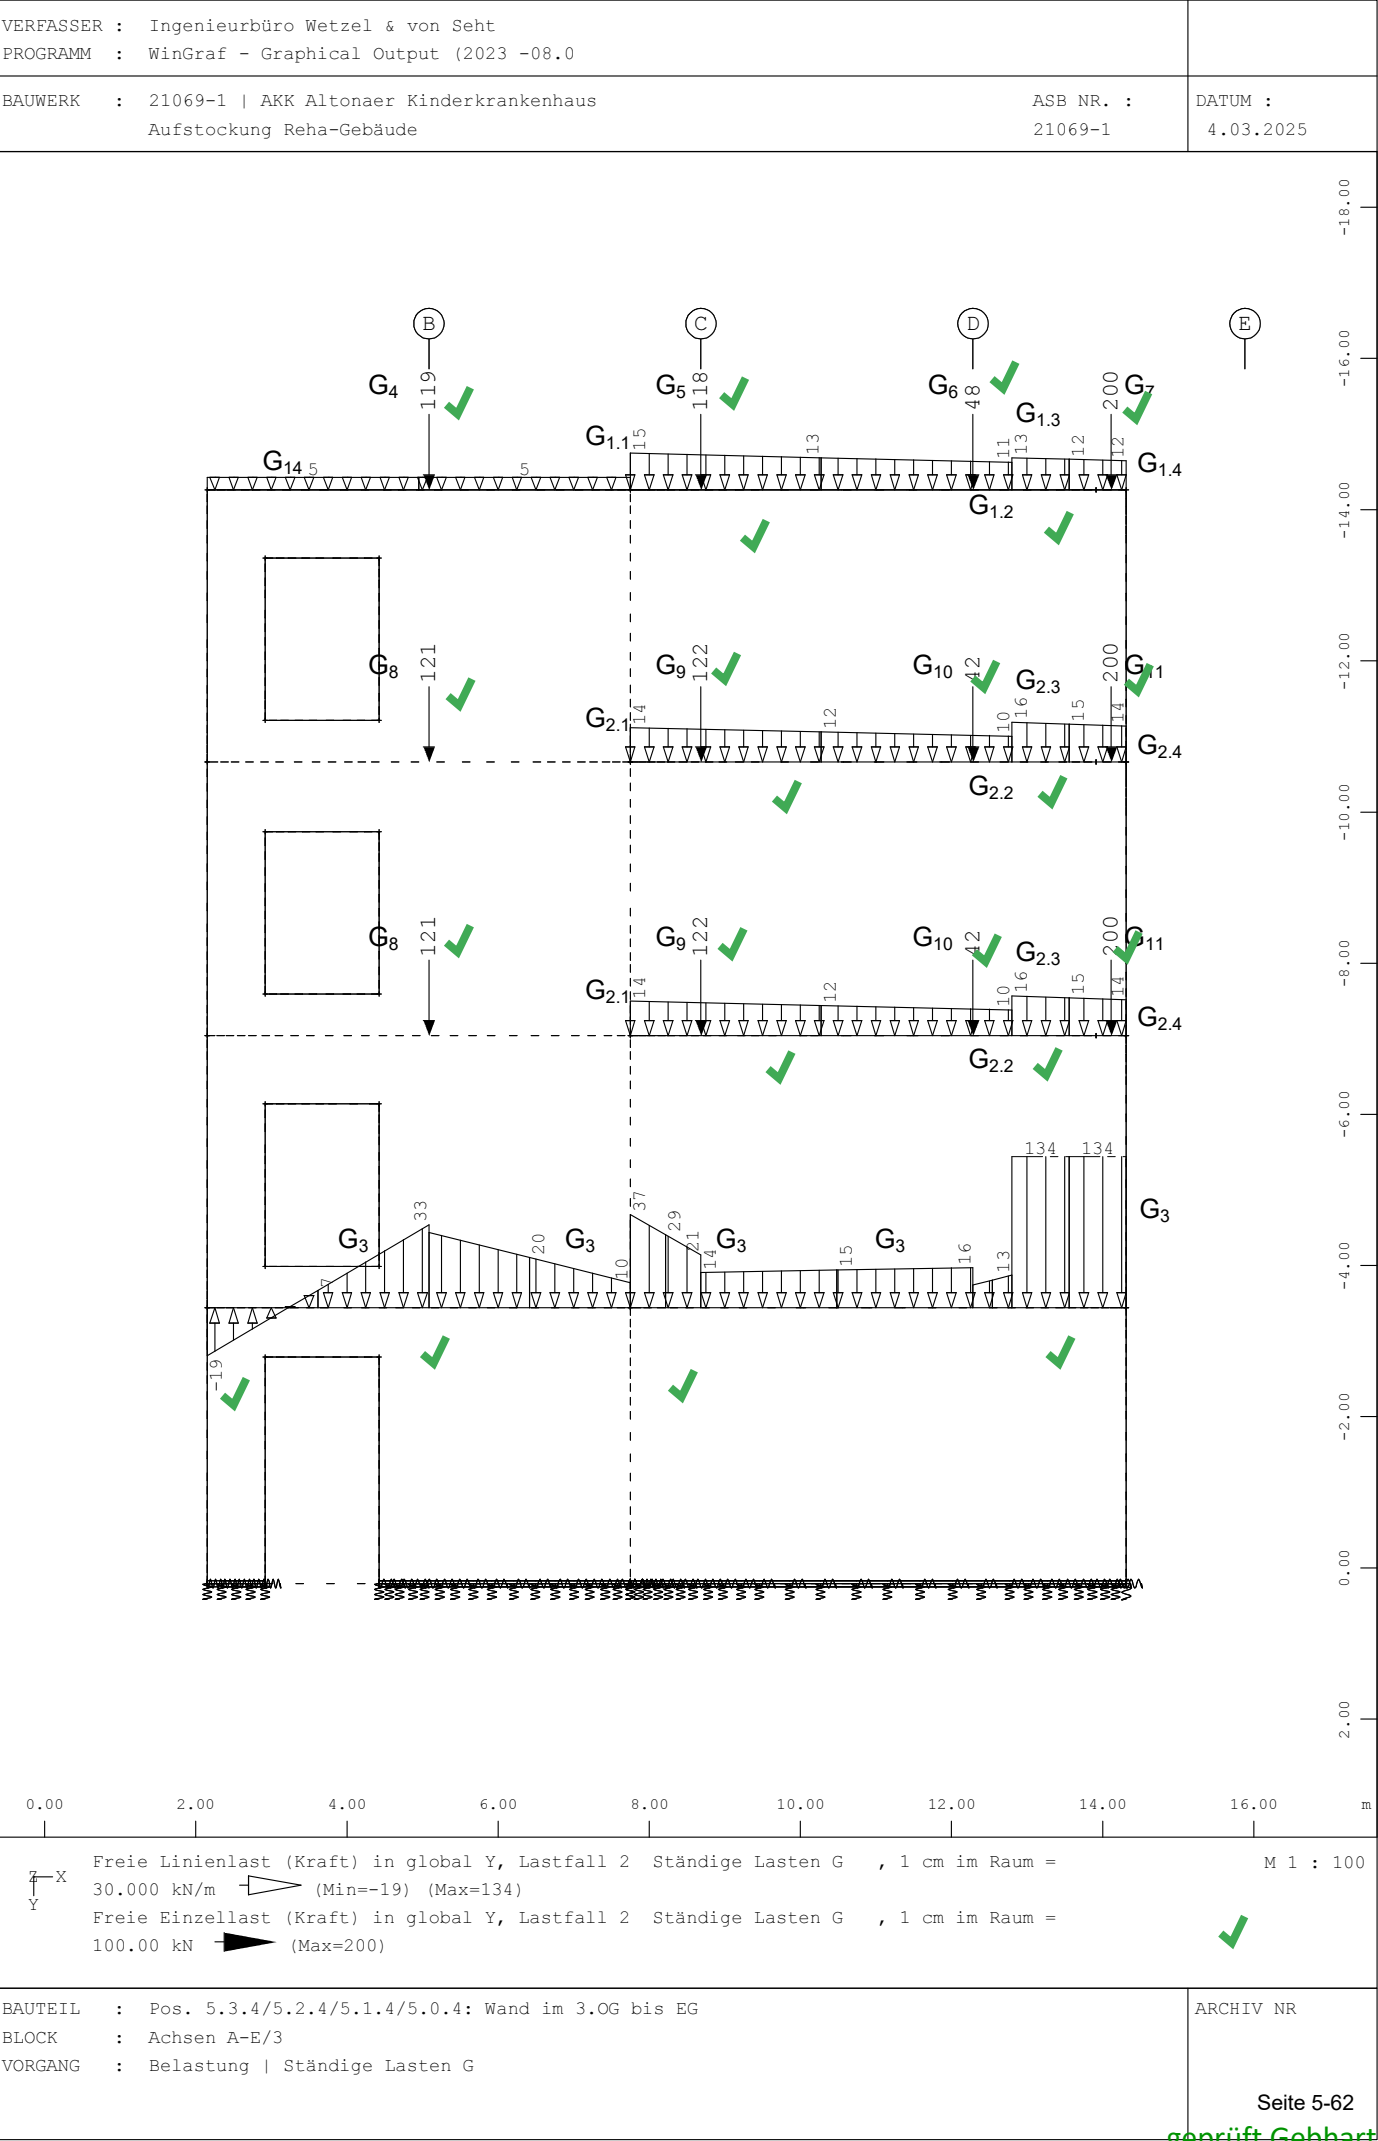 VERFASSER : Ingenieurbüro Wetzel & von Seht
PROGRAMM : WinGraf - Graphical Output (2023 -08.0
BAUWERK : 21069-1 | AKK Altonaer Kinderkrankenhaus
Aufstockung Reha-Gebäude
ASB NR. :
21069-1
DATUM :
4.03.2025
-18.00
B C D E
-16.00
G4 119 G5 118 G6 48 G1.3 200 G7
G14 5 5 G1.1 15 13 11 13 12 12 G1.4
G1.2
-14.00
-12.00
G8 121 G9 122 G10 42 G2.3 200 G11
G2.1 14 12 10 16 15 14 G2.4
G2.2
-10.00
G8 121 G9 122 G10 42 G2.3 200 G11
-8.00
G2.1 14 12 10 16 15 14 G2.4
G2.2
-6.00
134 134
G3
-19 7 G3 33 20 G3 10 37 29 21 14 G3 15 G3 16 13
-4.00
-2.00
0.00
2.00
0.00 2.00 4.00 6.00 8.00 10.00 12.00 14.00 16.00 m
Z X
Y
Freie Linienlast (Kraft) in global Y, Lastfall 2 Ständige Lasten G , 1 cm im Raum =
30.000 kN/m (Min=-19) (Max=134)
Freie Einzellast (Kraft) in global Y, Lastfall 2 Ständige Lasten G , 1 cm im Raum =
100.00 kN (Max=200)
M 1 : 100
BAUTEIL : Pos. 5.3.4/5.2.4/5.1.4/5.0.4: Wand im 3.OG bis EG
BLOCK : Achsen A-E/3
VORGANG : Belastung | Ständige Lasten G
ARCHIV NR
Seite 5-62
geprüft Gebhart